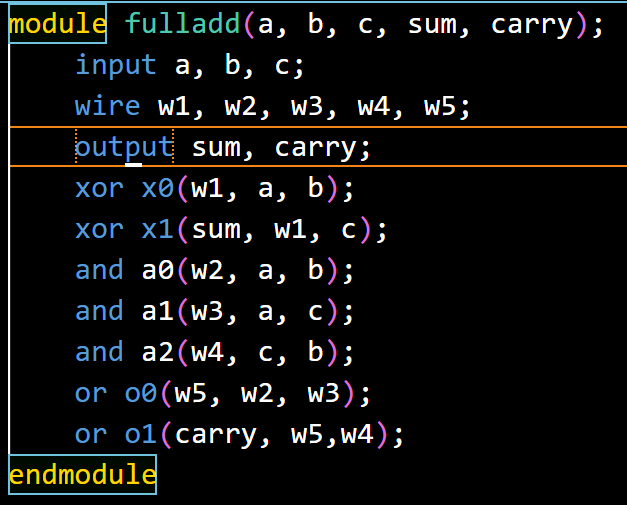 module fulladd(a, b, c, sum, carry);
input a, b, c;
wire w1, w2, w3, w4, w5;
output sum, carry;
xor x0(w1, a, b);
xor x1(sum, w1, c);
and a0(w2, a, b);
and a1(w3, a, c);
and a2(w4, c, b);
or o0(w5, w2, w3);
or o1(carry, w5,w4);
endmodule